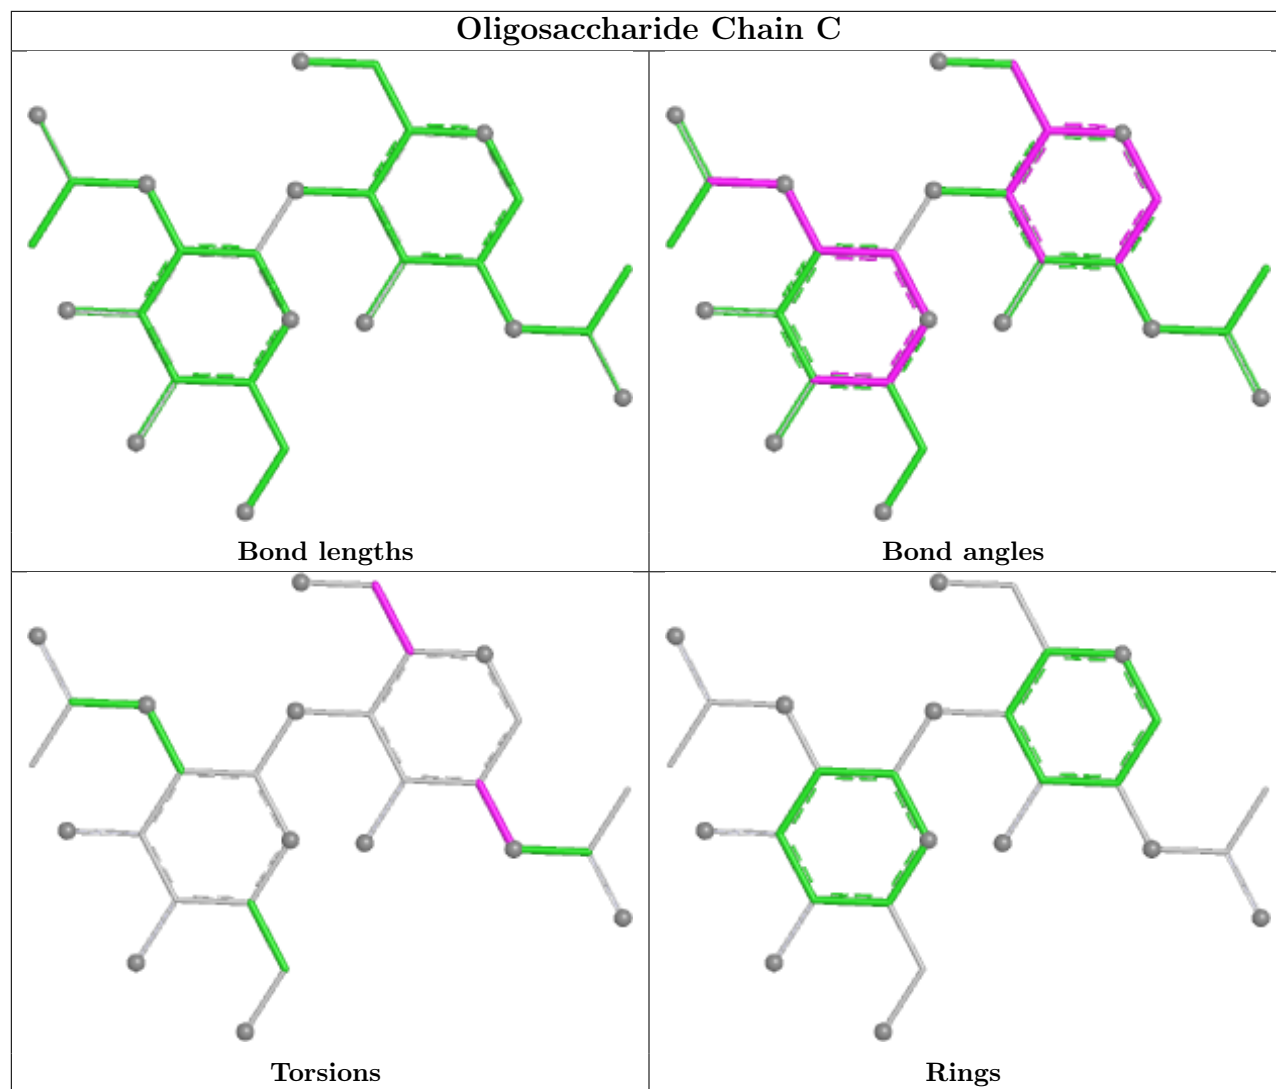 Oligosaccharide Chain C
Bond lengths
Bond angles
Torsions
Rings